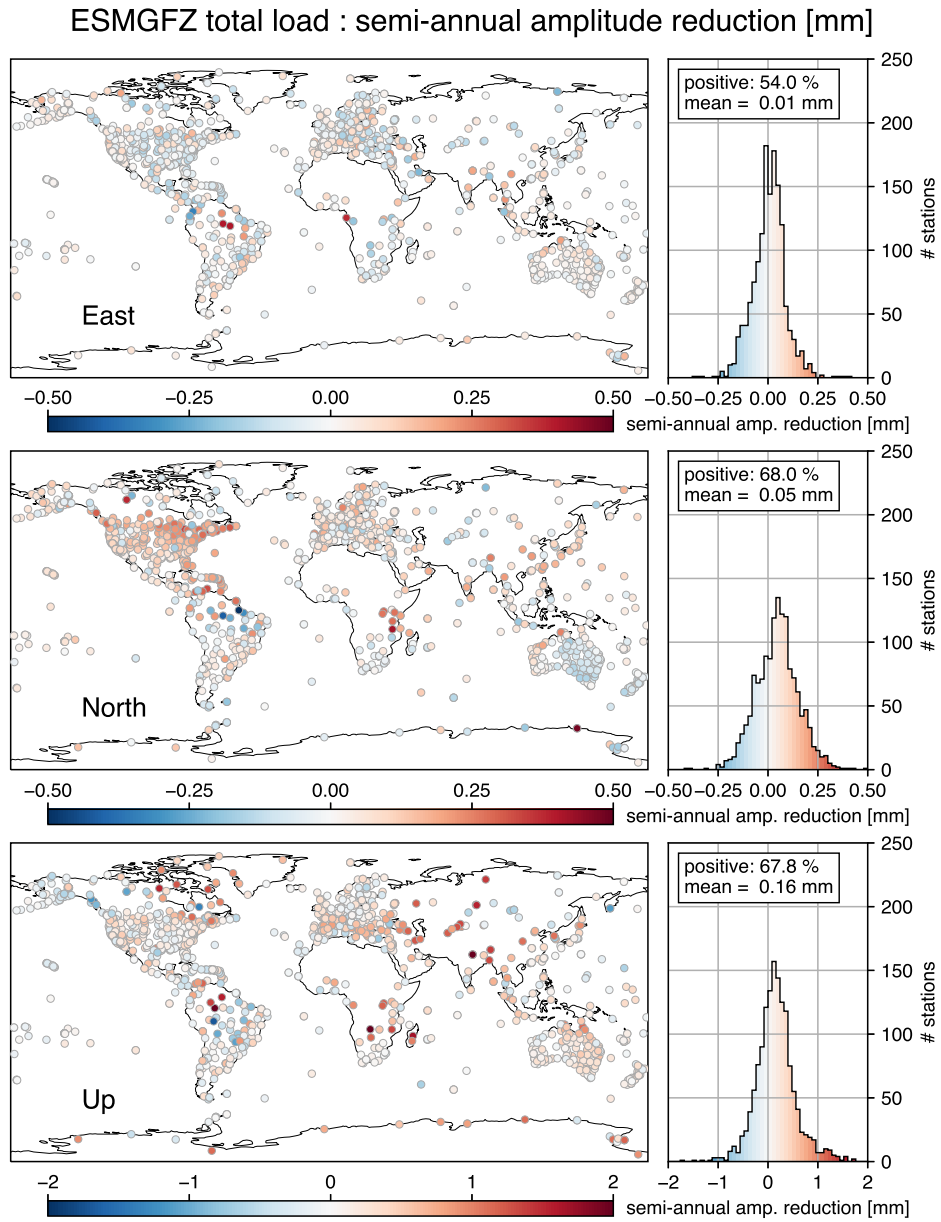 ESMGFZ total load : semi-annual amplitude reduction [mm]
East
−0.50 −0.25 0.00 0.25 0.50
semi-annual amp. reduction [mm]
positive: 54.0 %
mean = 0.01 mm
250
200
150
100
50
0
# stations
−0.50 −0.25 0.00 0.25 0.50
North
−0.50 −0.25 0.00 0.25 0.50
semi-annual amp. reduction [mm]
positive: 68.0 %
mean = 0.05 mm
250
200
150
100
50
0
# stations
−0.50 −0.25 0.00 0.25 0.50
Up
−2 −1 0 1 2
semi-annual amp. reduction [mm]
positive: 67.8 %
mean = 0.16 mm
250
200
150
100
50
0
# stations
−2 −1 0 1 2